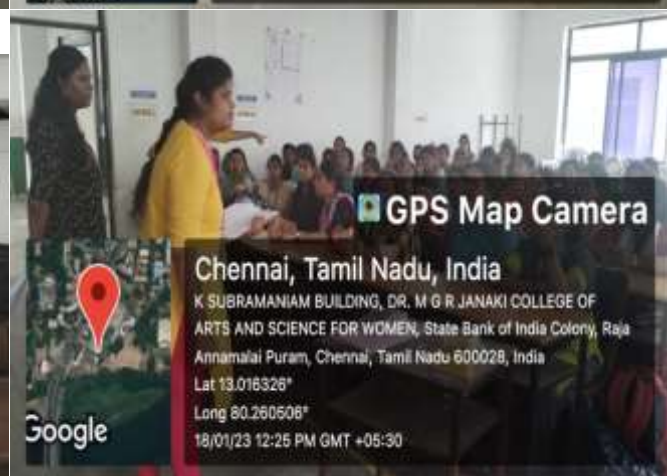 GPS Map Camera
Chennai, Tamil Nadu, India
K SUBRAMANIAM BUILDING, DR. M G R JANAKI COLLEGE OF
ARTS AND SCIENCE FOR WOMEN, State Bank of India Colony, Raja
Annamalai Puram, Chennai, Tamil Nadu 600028, India
Lat 13.016326°
Long 80.260506°
18/01/23 12:25 PM GMT +05:30
Google